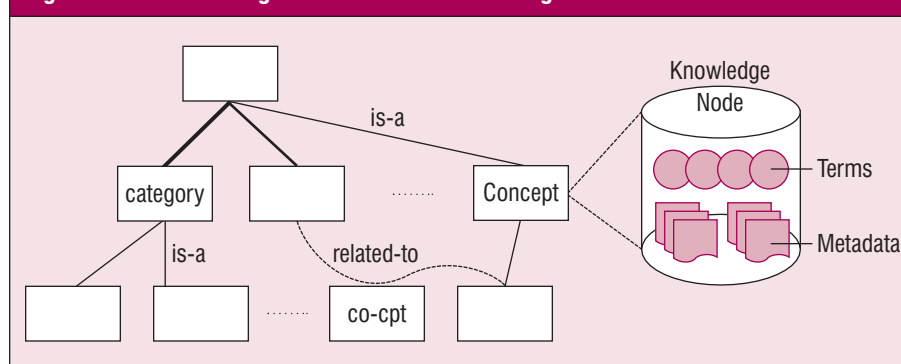 Knowledge
Node
is-a
category
........
Concept
Terms
is-a
related-to
Metadata
........
co-cpt